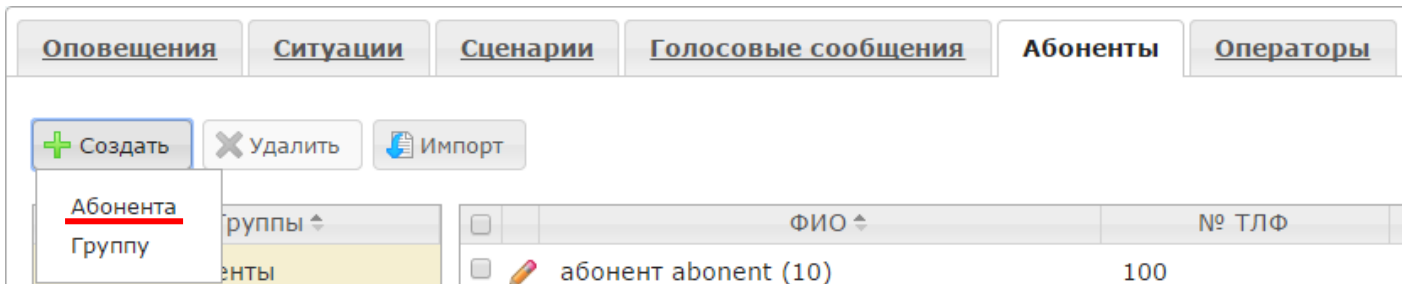 Оповещения Ситуации Сценарии Голосовые сообщения Абоненты Операторы
Создать Удалить Импорт
Абонента
Группу
ФИО № ТЛФ
абонент abonent (10) 100